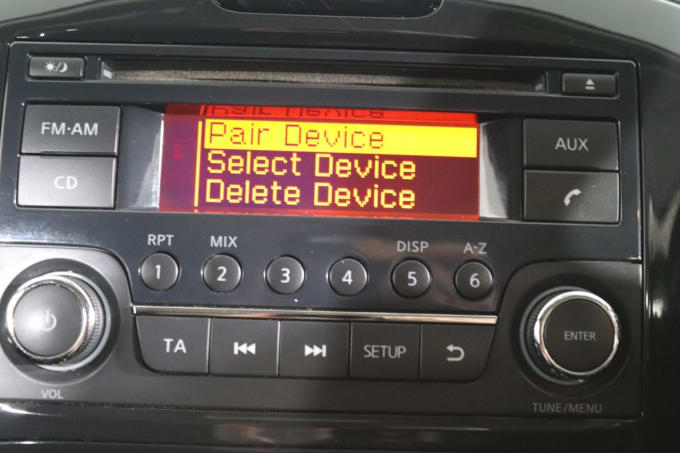 Pair Device
Select Device
Delete Device
FM·AM
AUX
CD
RPT
MIX
DISP
A-Z
1
2
3
4
5
6
TA
SETUP
ENTER
VOL
TUNE/MENU